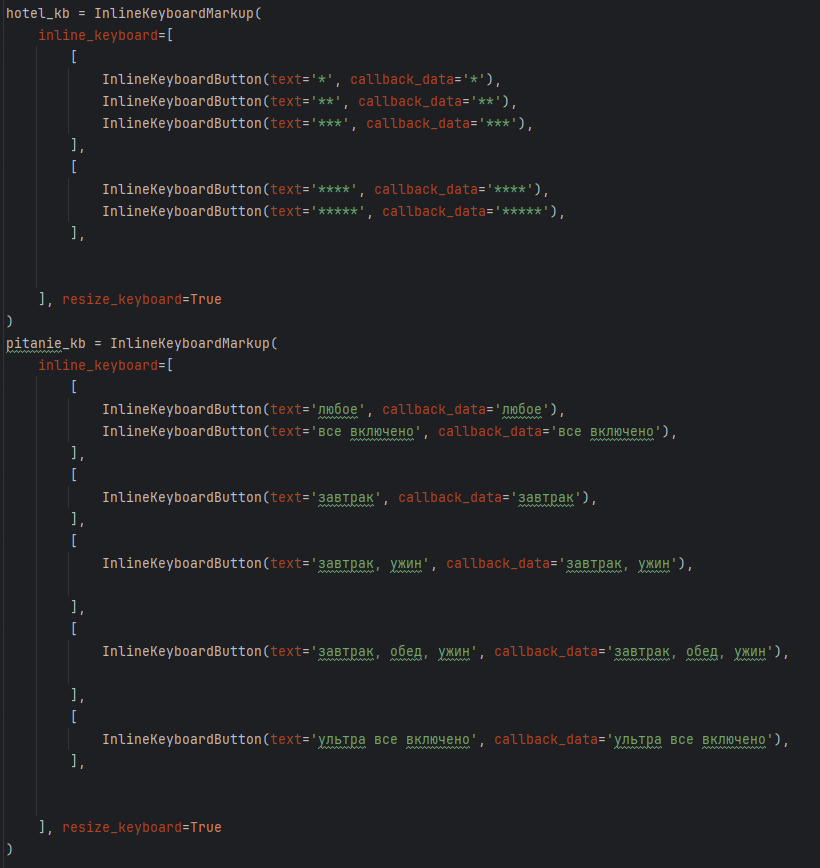 hotel_kb = InlineKeyboardMarkup(
    inline_keyboard=[
        [
            InlineKeyboardButton(text='*', callback_data='*'),
            InlineKeyboardButton(text='**', callback_data='**'),
            InlineKeyboardButton(text='***', callback_data='***'),
        ],
        [
            InlineKeyboardButton(text='****', callback_data='****'),
            InlineKeyboardButton(text='*****', callback_data='*****'),
        ],
    ], resize_keyboard=True
)
pitanie_kb = InlineKeyboardMarkup(
    inline_keyboard=[
        [
            InlineKeyboardButton(text='любое', callback_data='любое'),
            InlineKeyboardButton(text='все включено', callback_data='все включено'),
        ],
        [
            InlineKeyboardButton(text='завтрак', callback_data='завтрак'),
        ],
        [
            InlineKeyboardButton(text='завтрак, ужин', callback_data='завтрак, ужин'),
        ],
        [
            InlineKeyboardButton(text='завтрак, обед, ужин', callback_data='завтрак, обед, ужин'),
        ],
        [
            InlineKeyboardButton(text='ультра все включено', callback_data='ультра все включено'),
        ],
    ], resize_keyboard=True
)